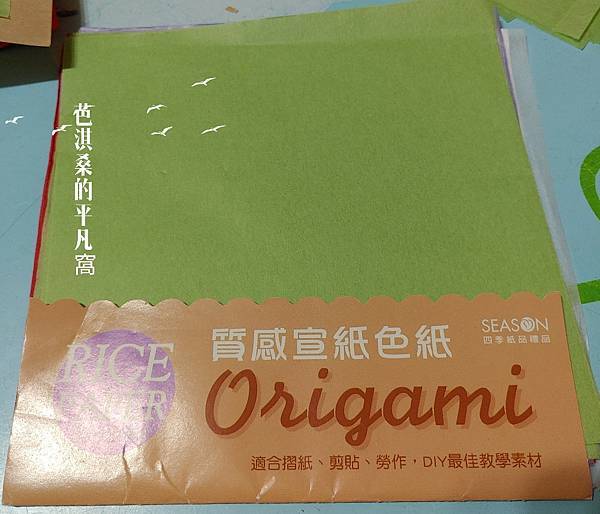 芭淇桑的平凡窩
RICE
PAPER
質感宣紙色紙
SEASON
四季紙品禮品
Origami
適合摺紙、剪貼、勞作，DIY最佳教學素材